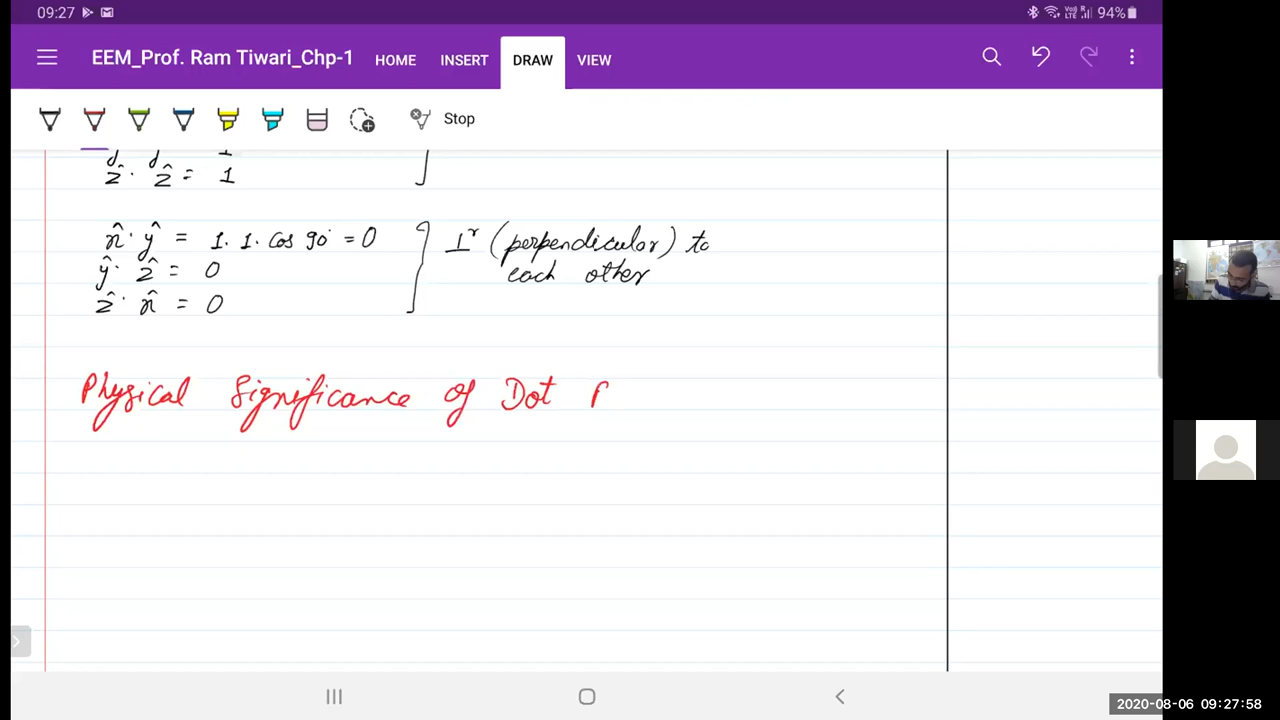 09:27
94%
EEM_Prof. Ram Tiwari_Chp-1
HOME
INSERT
DRAW
VIEW
Stop
ẑ · ẑ = 1
x̂ · ŷ = 1 . 1 . cos 90° = 0
ŷ · ẑ = 0
ẑ · x̂ = 0
⊥r (perpendicular) to
each other
Physical Significance of Dot P
2020-08-06 09:27:58